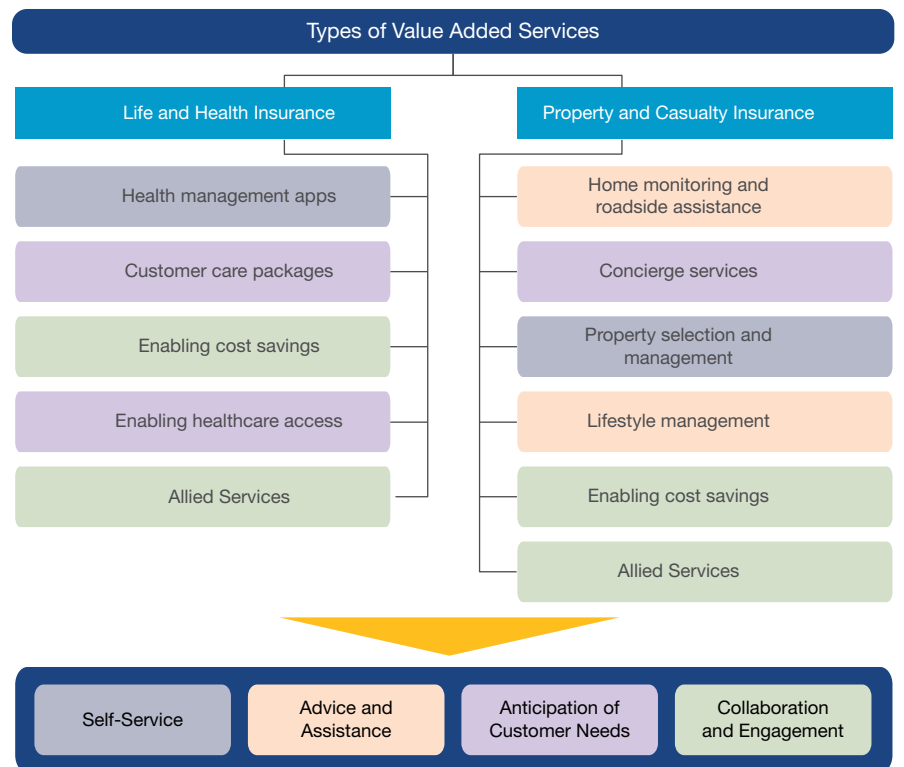 Types of Value Added Services
Life and Health Insurance
Health management apps
Customer care packages
Enabling cost savings
Enabling healthcare access
Allied Services
Property and Casualty Insurance
Home monitoring and
roadside assistance
Concierge services
Property selection and
management
Lifestyle management
Enabling cost savings
Allied Services
Self-Service
Advice and
Assistance
Anticipation of
Customer Needs
Collaboration
and Engagement